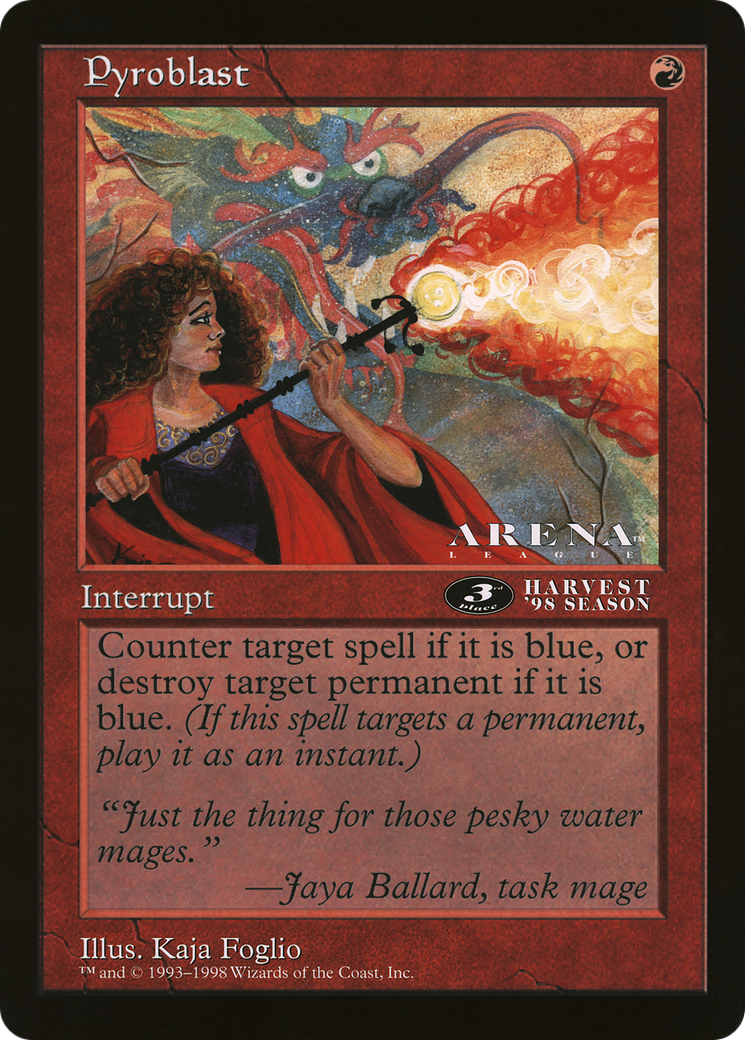 Pyroblast
ARENA™
LEAGUE
Interrupt
3rd place
HARVEST
'98 SEASON
Counter target spell if it is blue, or
destroy target permanent if it is
blue. (If this spell targets a permanent,
play it as an instant.)
“Just the thing for those pesky water
mages.”
—Jaya Ballard, task mage
Illus. Kaja Foglio
™ and © 1993–1998 Wizards of the Coast, Inc.